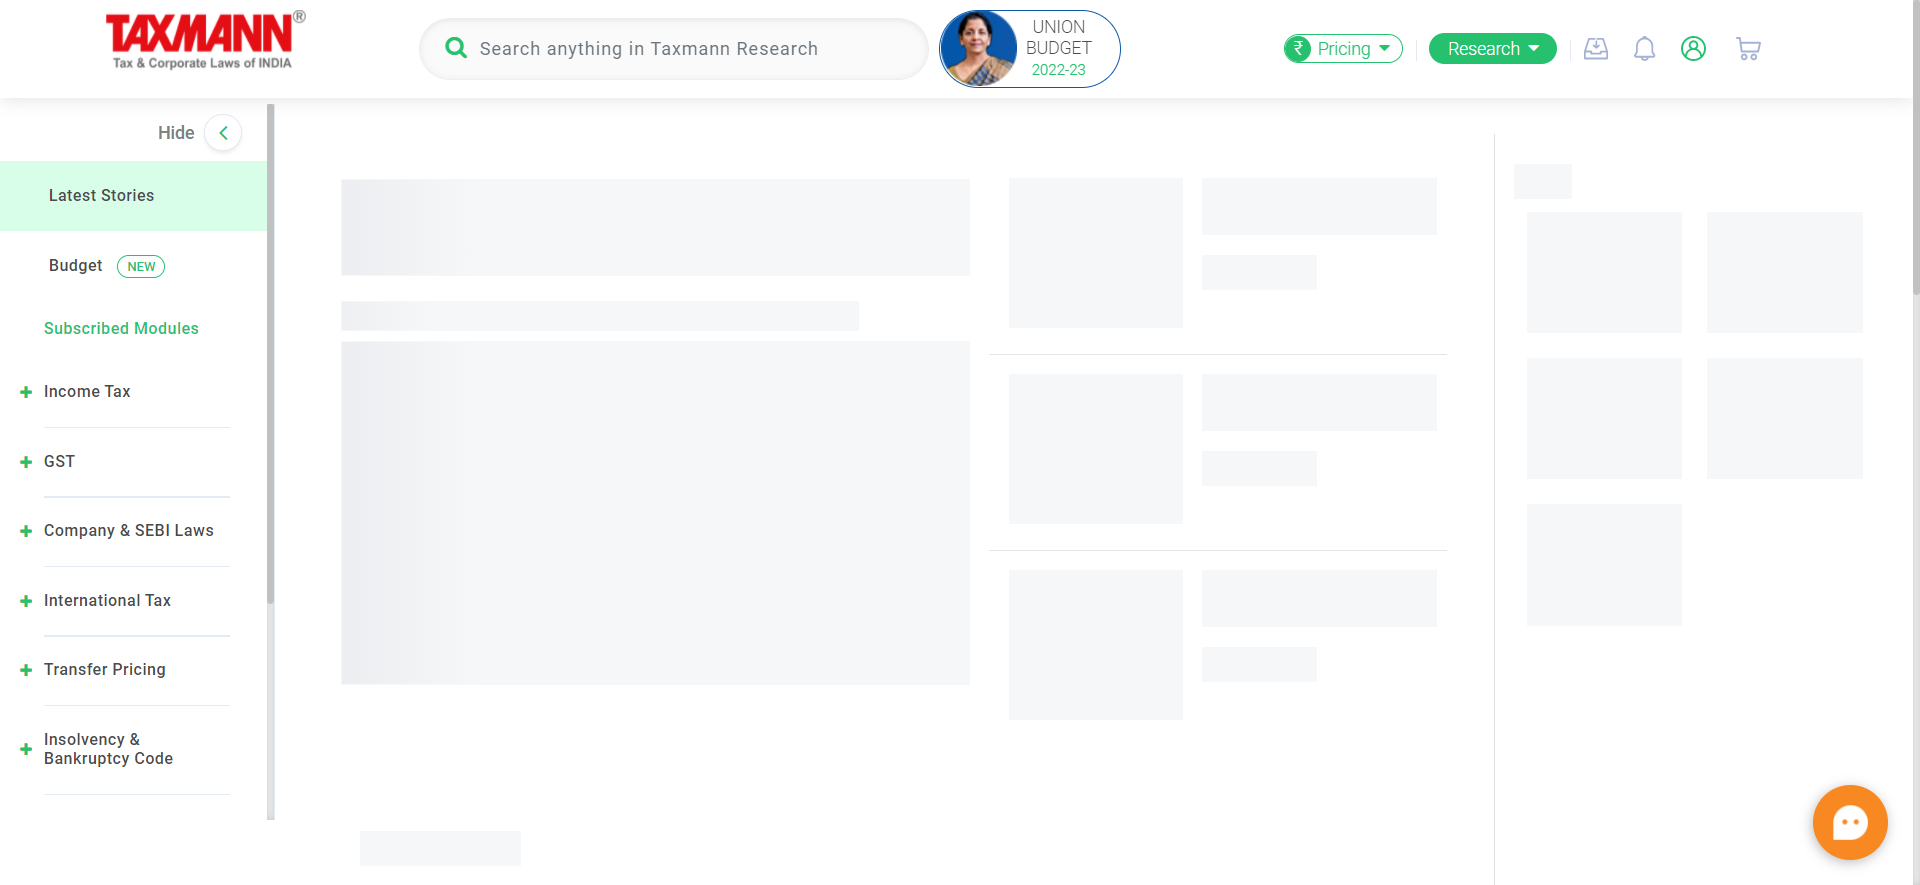 TAXMANN®
Tax & Corporate Laws of INDIA
Search anything in Taxmann Research
UNION
BUDGET
2022-23
₹ Pricing
Research
Hide
Latest Stories
Budget NEW
Subscribed Modules
Income Tax
GST
Company & SEBI Laws
International Tax
Transfer Pricing
Insolvency &
Bankruptcy Code